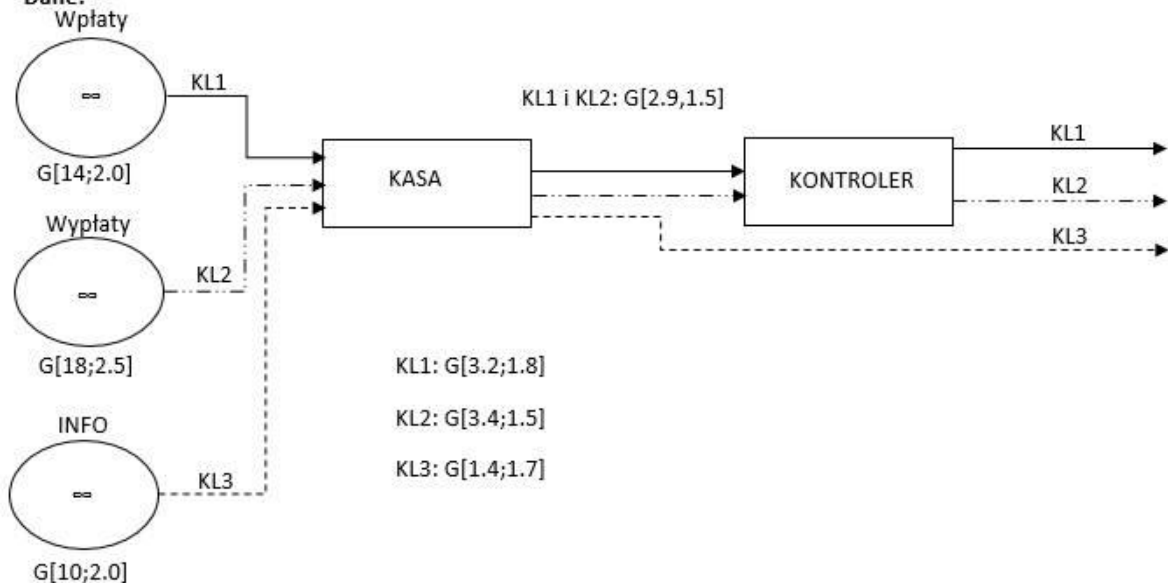 Dane:
Wpłaty
∞
KL1
G[14;2.0]
KL1 i KL2: G[2.9,1.5]
KASA
KONTROLER
KL1
KL2
KL3
Wypłaty
∞
KL2
G[18;2.5]
KL1: G[3.2;1.8]
KL2: G[3.4;1.5]
KL3: G[1.4;1.7]
INFO
∞
KL3
G[10;2.0]